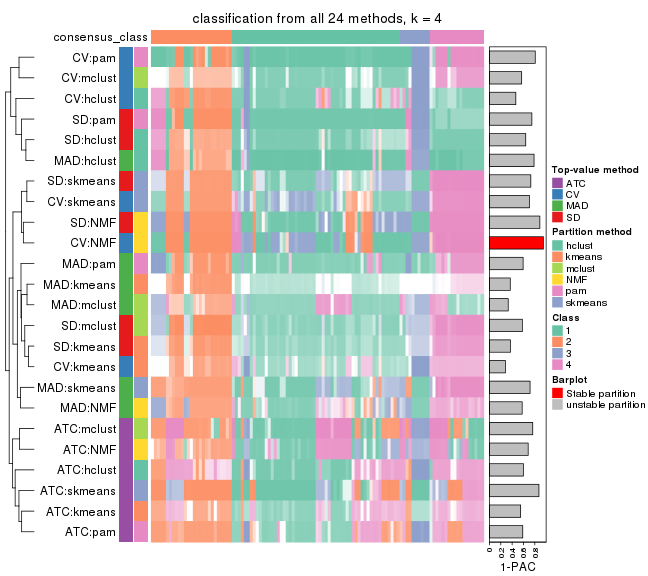 classification from all 24 methods, k = 4
consensus_class
CV:pam
CV:mclust
CV:hclust
SD:pam
SD:hclust
MAD:hclust
SD:skmeans
CV:skmeans
SD:NMF
CV:NMF
MAD:pam
MAD:kmeans
MAD:mclust
SD:mclust
SD:kmeans
CV:kmeans
MAD:skmeans
MAD:NMF
ATC:mclust
ATC:NMF
ATC:hclust
ATC:skmeans
ATC:kmeans
ATC:pam
0 0.2 0.4 0.6 0.8
1-PAC
Top-value method
ATC
CV
MAD
SD
Partition method
hclust
kmeans
mclust
NMF
pam
skmeans
Class
1
2
3
4
Barplot
Stable partition
unstable partition